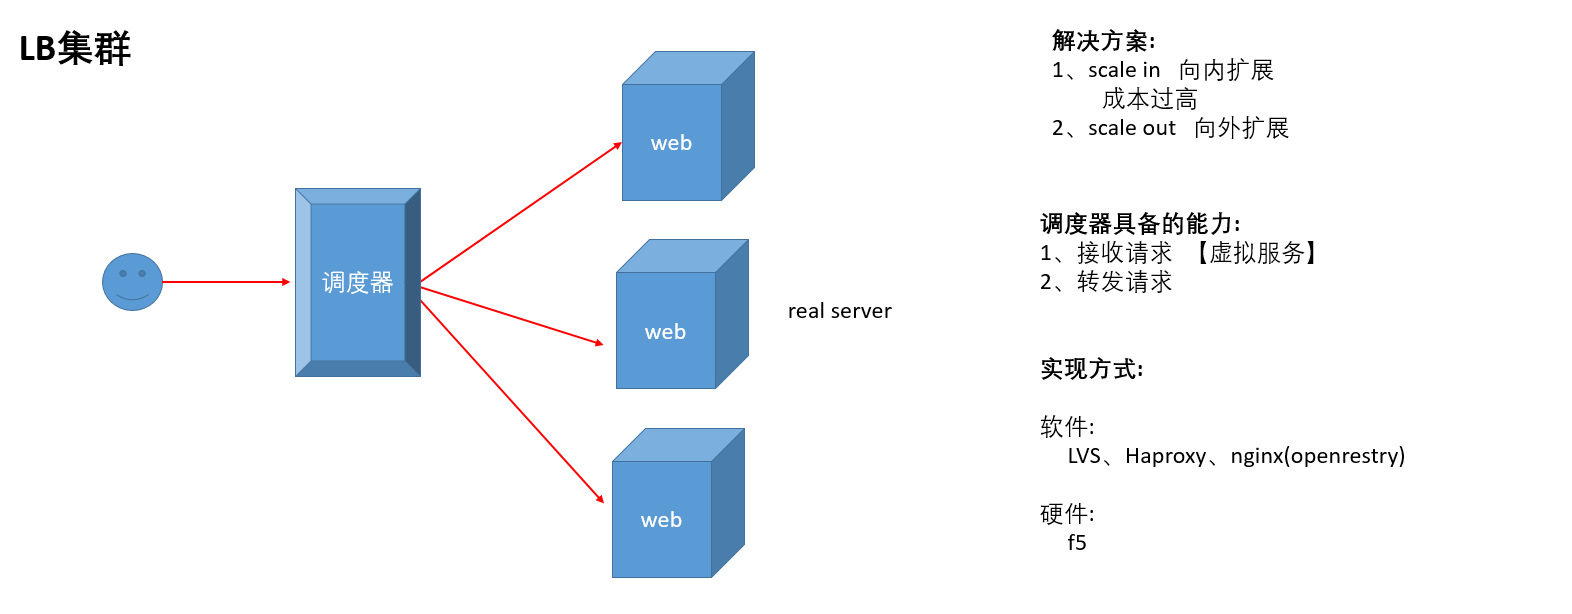 LB集群
调度器
web
web
web
real server
解决方案:
1、scale in 向内扩展
成本过高
2、scale out 向外扩展
调度器具备的能力:
1、接收请求 【虚拟服务】
2、转发请求
实现方式:
软件:
LVS、Haproxy、nginx(openrestry)
硬件:
f5